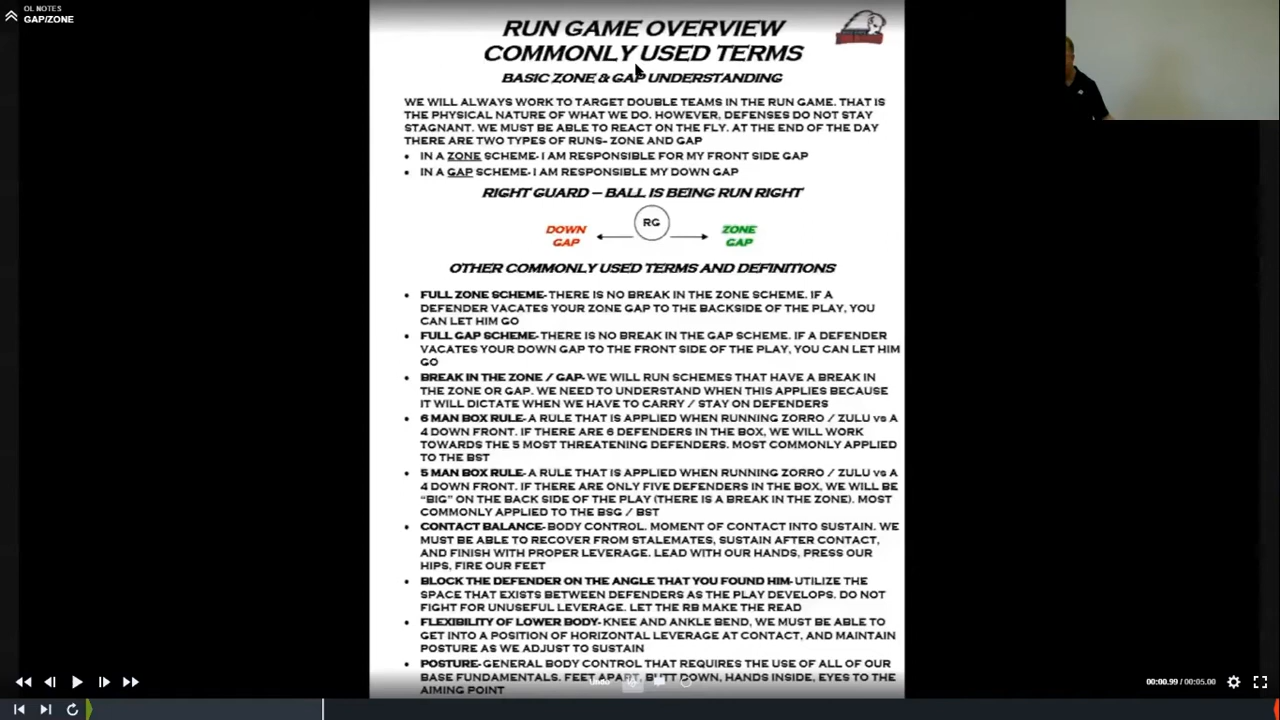 OL NOTES
GAP/ZONE
RUN GAME OVERVIEW
COMMONLY USED TERMS
BASIC ZONE & GAP UNDERSTANDING
WE WILL ALWAYS WORK TO TARGET DOUBLE TEAMS IN THE RUN GAME. THAT IS
THE PHYSICAL NATURE OF WHAT WE DO. HOWEVER, DEFENSES DO NOT STAY
STAGNANT. WE MUST BE ABLE TO REACT ON THE FLY. AT THE END OF THE DAY
THERE ARE TWO TYPES OF RUNS- ZONE AND GAP
• IN A ZONE SCHEME- I AM RESPONSIBLE FOR MY FRONT SIDE GAP
• IN A GAP SCHEME- I AM RESPONSIBLE MY DOWN GAP
RIGHT GUARD – BALL IS BEING RUN RIGHT
DOWN GAP
RG
ZONE GAP
OTHER COMMONLY USED TERMS AND DEFINITIONS
• FULL ZONE SCHEME- THERE IS NO BREAK IN THE ZONE SCHEME. IF A
DEFENDER VACATES YOUR ZONE GAP TO THE BACKSIDE OF THE PLAY, YOU
CAN LET HIM GO
• FULL GAP SCHEME- THERE IS NO BREAK IN THE GAP SCHEME. IF A DEFENDER
VACATES YOUR DOWN GAP TO THE FRONT SIDE OF THE PLAY, YOU CAN LET HIM
GO
• BREAK IN THE ZONE / GAP- WE WILL RUN SCHEMES THAT HAVE A BREAK IN
THE ZONE OR GAP. WE NEED TO UNDERSTAND WHEN THIS APPLIES BECAUSE
IT WILL DICTATE WHEN WE HAVE TO CARRY / STAY ON DEFENDERS
• 6 MAN BOX RULE- A RULE THAT IS APPLIED WHEN RUNNING ZORRO / ZULU vs A
4 DOWN FRONT. IF THERE ARE 6 DEFENDERS IN THE BOX, WE WILL WORK
TOWARDS THE 5 MOST THREATENING DEFENDERS. MOST COMMONLY APPLIED
TO THE BST
• 5 MAN BOX RULE- A RULE THAT IS APPLIED WHEN RUNNING ZORRO / ZULU vs A
4 DOWN FRONT. IF THERE ARE ONLY FIVE DEFENDERS IN THE BOX, WE WILL BE
“BIG” ON THE BACK SIDE OF THE PLAY (THERE IS A BREAK IN THE ZONE). MOST
COMMONLY APPLIED TO THE BSG / BST
• CONTACT BALANCE- BODY CONTROL. MOMENT OF CONTACT INTO SUSTAIN. WE
MUST BE ABLE TO RECOVER FROM STALEMATES, SUSTAIN AFTER CONTACT,
AND FINISH WITH PROPER LEVERAGE. LEAD WITH OUR HANDS, PRESS OUR
HIPS, FIRE OUR FEET
• BLOCK THE DEFENDER ON THE ANGLE THAT YOU FOUND HIM- UTILIZE THE
SPACE THAT EXISTS BETWEEN DEFENDERS AS THE PLAY DEVELOPS. DO NOT
FIGHT FOR UNUSEFUL LEVERAGE. LET THE RB MAKE THE READ
• FLEXIBILITY OF LOWER BODY- KNEE AND ANKLE BEND, WE MUST BE ABLE TO
GET INTO A POSITION OF HORIZONTAL LEVERAGE AT CONTACT, AND MAINTAIN
POSTURE AS WE ADJUST TO SUSTAIN
• POSTURE- GENERAL BODY CONTROL THAT REQUIRES THE USE OF ALL OF OUR
BASE FUNDAMENTALS. FEET APART, BUTT DOWN, HANDS INSIDE, EYES TO THE
AIMING POINT
Undo
00:00.99 / 00:05.00